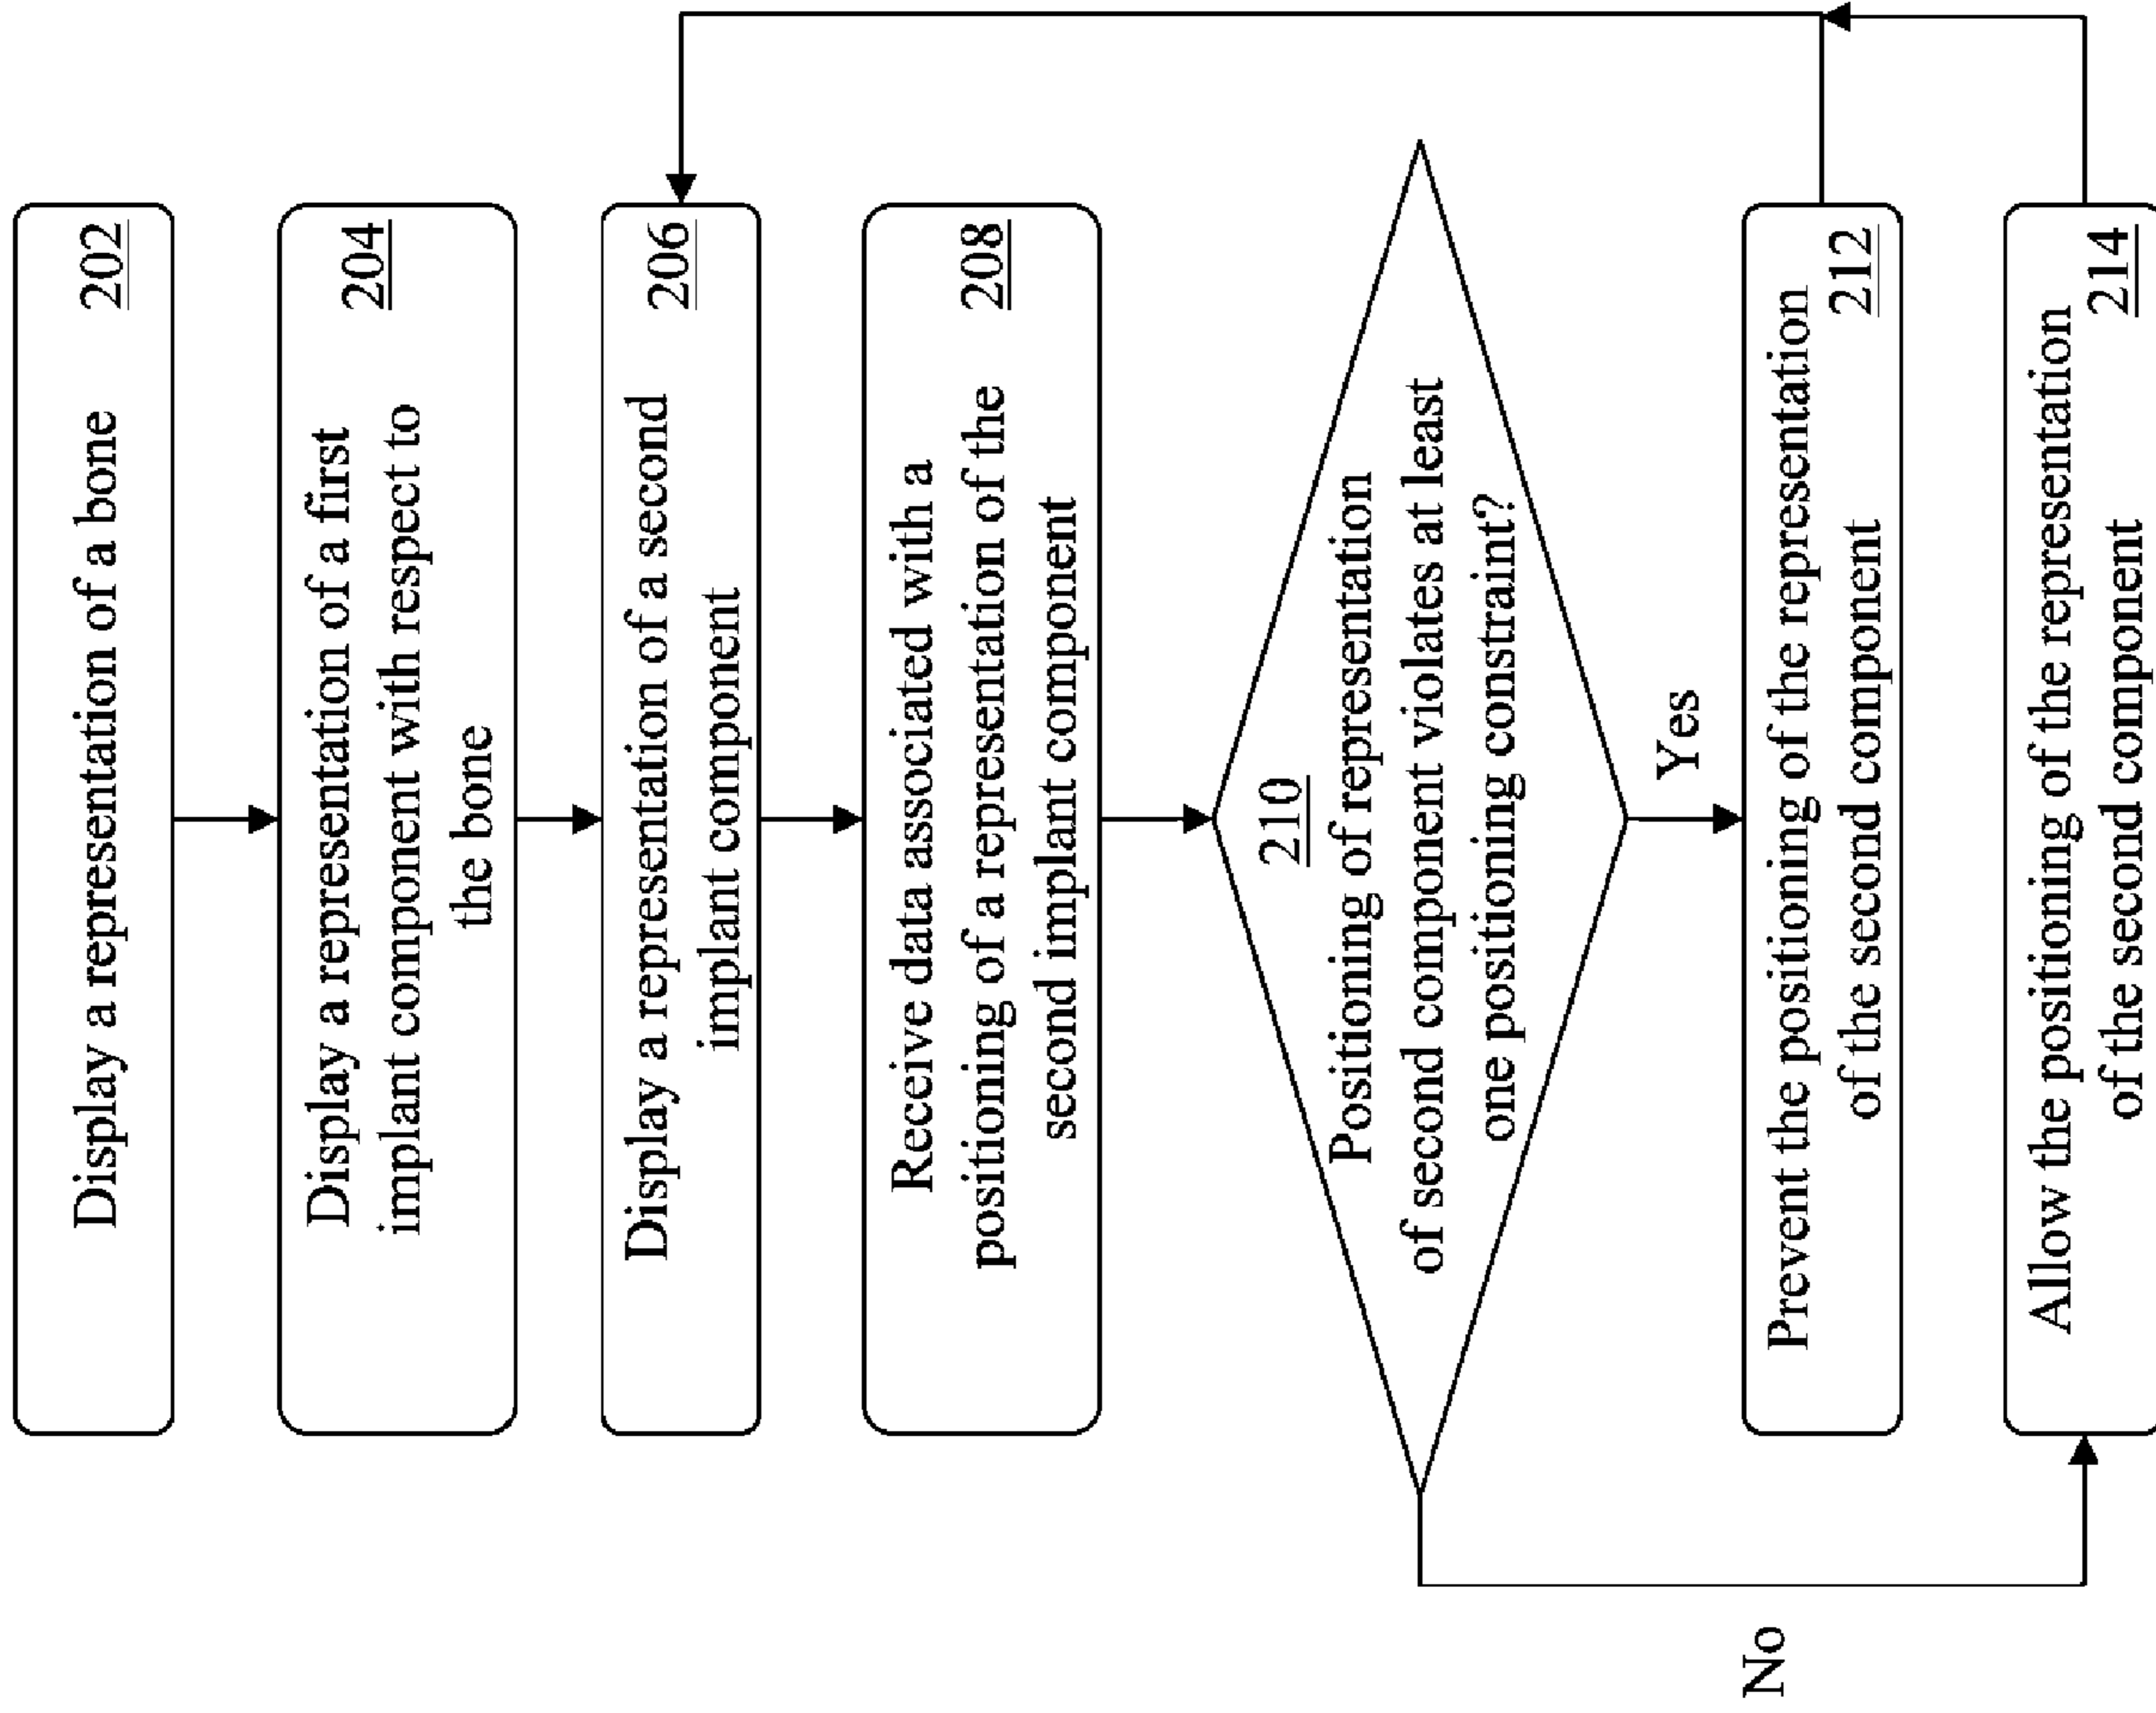 Display a representation of a bone 202
Display a representation of a first 204
implant component with respect to
the bone
Display a representation of a second 206
implant component
Receive data associated with a 208
positioning of a representation of the
second implant component
210
Positioning of representation
of second component violates at least
one positioning constraint?
Yes
No
Prevent the positioning of the representation
of the second component 212
Allow the positioning of the representation
of the second component 214